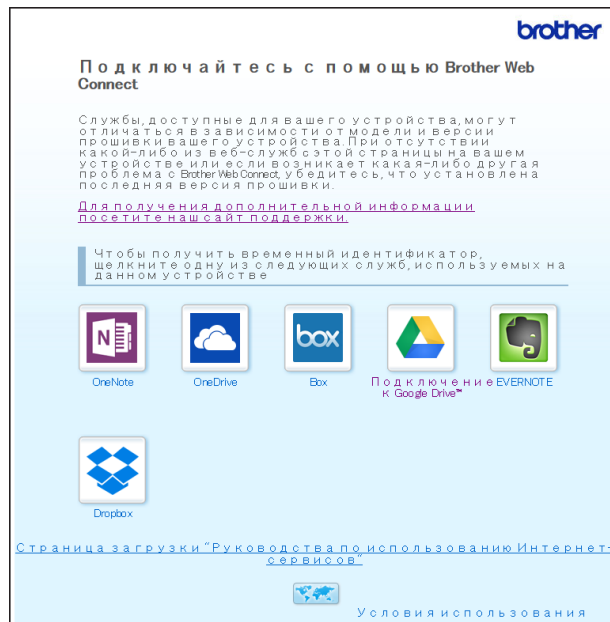 brother
Подключайтесь с помощью Brother Web
Connect
Службы, доступные для вашего устройства, могут
отличаться в зависимости от модели и версии
прошивки вашего устройства. При отсутствии
какой-либо из веб-служб с этой страницы на вашем
устройстве или если возникает какая-либо другая
проблема с Brother Web Connect, убедитесь, что установлена
последняя версия прошивки.
Для получения дополнительной информации
посетите наш сайт поддержки.
Чтобы получить временный идентификатор,
щелкните одну из следующих служб, используемых на
данном устройстве
N
box
OneNote
OneDrive
Box
Подключение
к Google Drive™
EVERNOTE
Dropbox
Страница загрузки "Руководства по использованию Интернет-
сервисов"
Условия использования